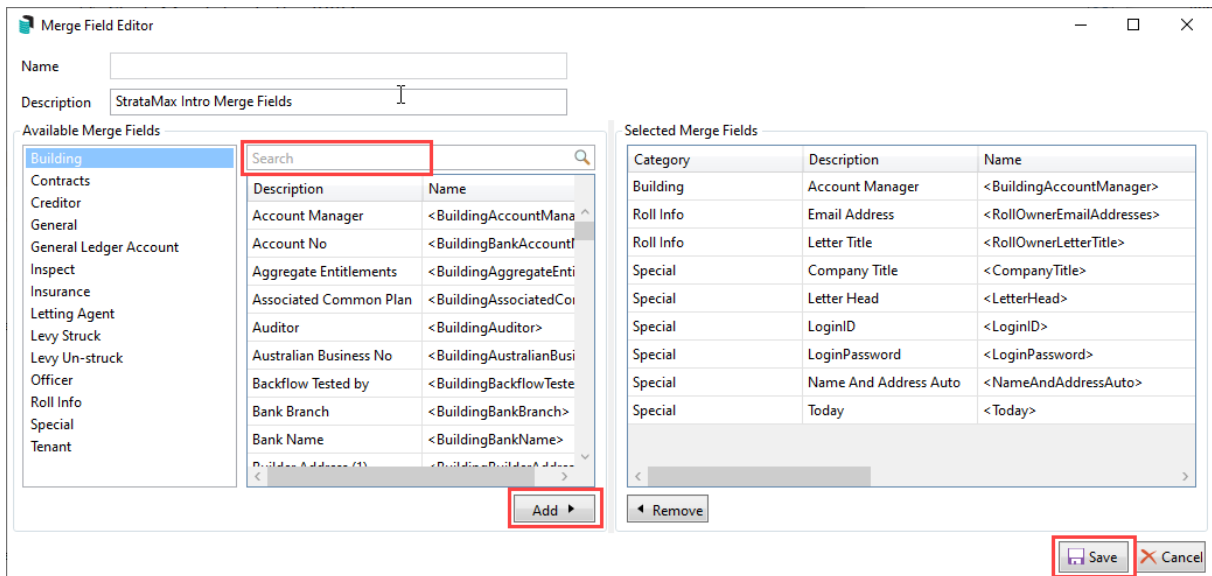 Merge Field Editor
Name
Description StrataMax Intro Merge Fields
Available Merge Fields
Building
Contracts
Creditor
General
General Ledger Account
Inspect
Insurance
Letting Agent
Levy Struck
Levy Un-struck
Officer
Roll Info
Special
Tenant
Search
Description Name
Account Manager <BuildingAccountMana
Account No <BuildingBankAccount
Aggregate Entitlements <BuildingAggregateEnti
Associated Common Plan <BuildingAssociatedCo
Auditor <BuildingAuditor>
Australian Business No <BuildingAustralianBusi
Backflow Tested by <BuildingBackflowTeste
Bank Branch <BuildingBankBranch>
Bank Name <BuildingBankName>
Builder Address (1) <BuildingBuilderAddres
Add
Selected Merge Fields
Category Description Name
Building Account Manager <BuildingAccountManager>
Roll Info Email Address <RollOwnerEmailAddresses>
Roll Info Letter Title <RollOwnerLetterTitle>
Special Company Title <CompanyTitle>
Special Letter Head <LetterHead>
Special LoginID <LoginID>
Special LoginPassword <LoginPassword>
Special Name And Address Auto <NameAndAddressAuto>
Special Today <Today>
Remove
Save Cancel